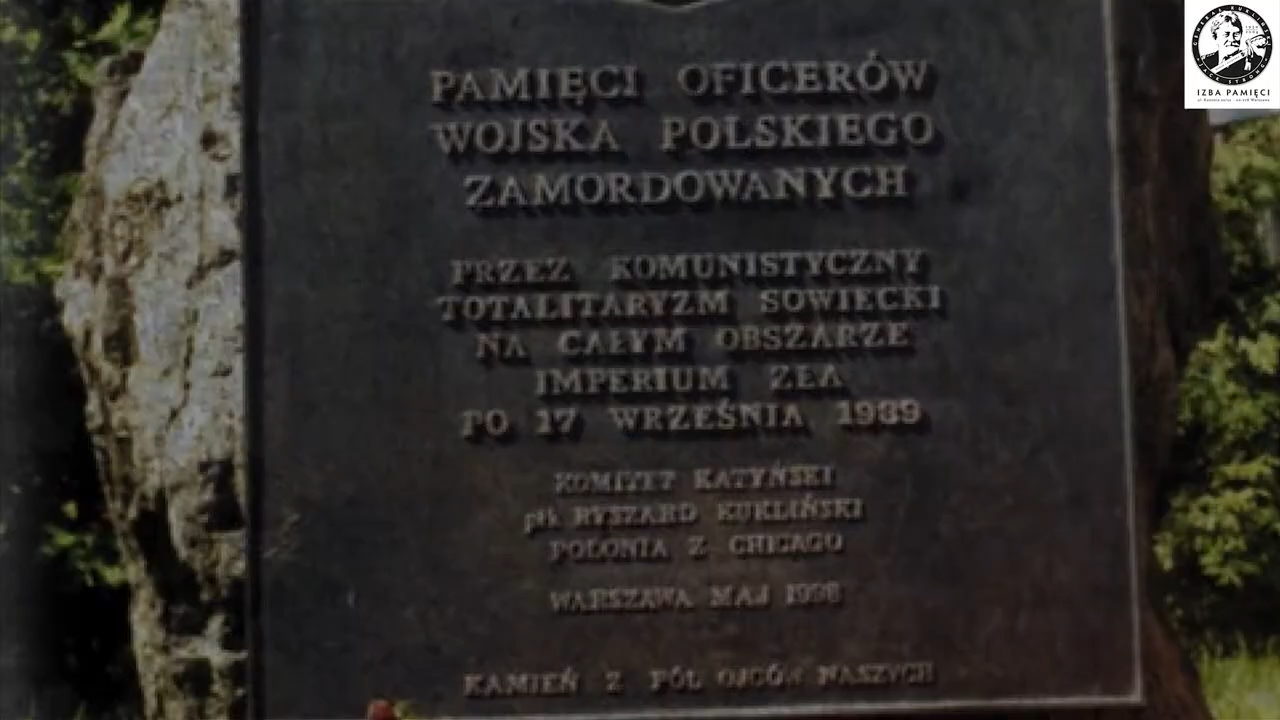 PAMIĘCI OFICERÓW
WOJSKA POLSKIEGO
ZAMORDOWANYCH
PRZEZ KOMUNISTYCZNY
TOTALITARYZM SOWIECKI
NA CAŁYM OBSZARZE
IMPERIUM ZŁA
PO 17 WRZEŚNIA 1939
KOMITET KATYŃSKI
płk RYSZARD KUKLIŃSKI
POLONIA Z CHICAGO
WARSZAWA MAJ 1998
KAMIEŃ Z PÓL OJCÓW NASZYCH
IZBA PAMIĘCI